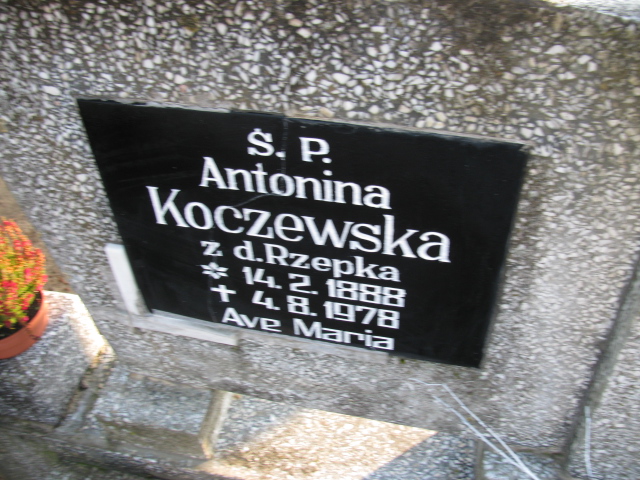 Ś. P.
Antonina
Koczewska
z d. Rzepka
* 14. 2. 1888
† 4. 8. 1978
Ave Maria